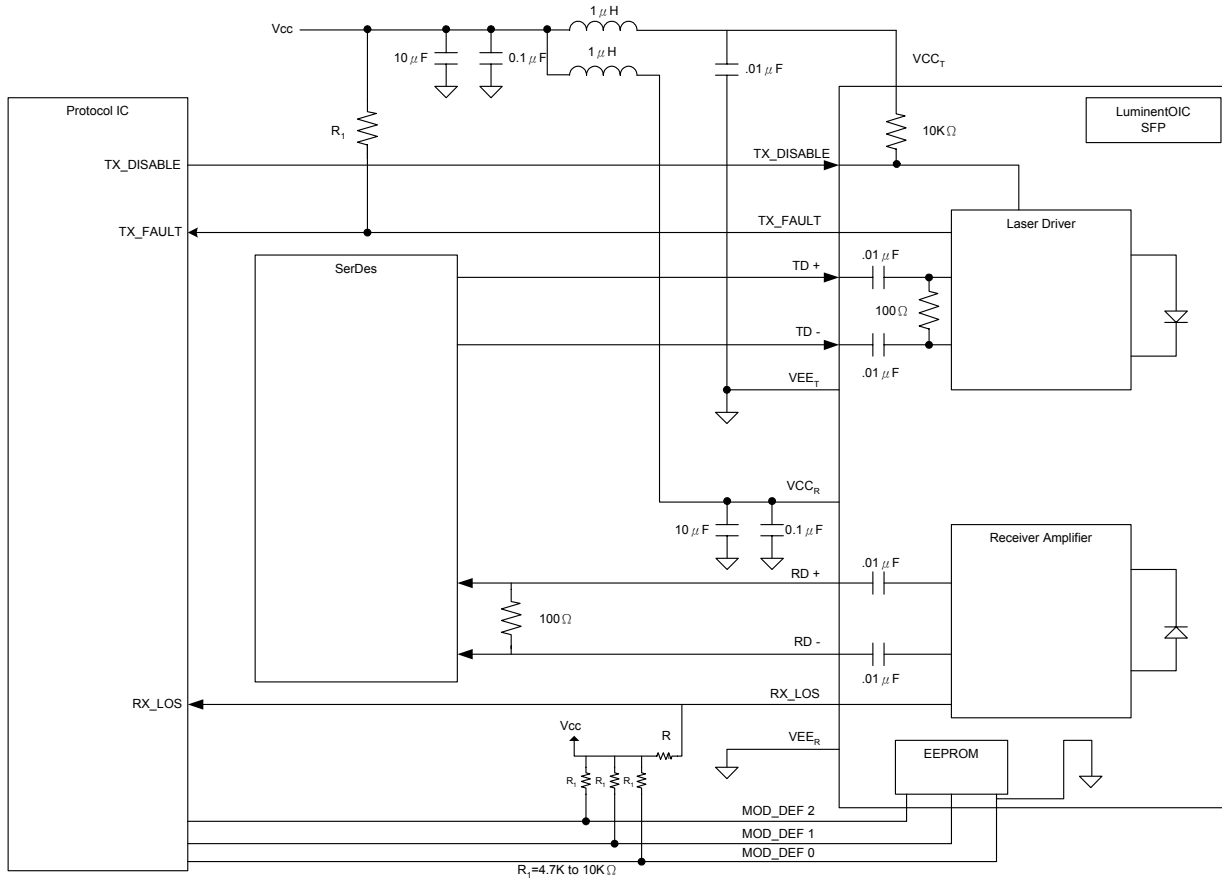 1 μH
Vcc
1 μH
10 μF
0.1 μF
.01 μF
VCC_T
Protocol IC
LuminentOIC
SFP
R_1
10KΩ
TX_DISABLE
TX_DISABLE
TX_FAULT
TX_FAULT
Laser Driver
SerDes
.01 μF
TD +
100Ω
TD -
.01 μF
VEE_T
VCC_R
10 μF
0.1 μF
Receiver Amplifier
.01 μF
RD +
100Ω
RD -
.01 μF
RX_LOS
RX_LOS
Vcc
R
VEE_R
EEPROM
R_1
R_1
R_1
MOD_DEF 2
MOD_DEF 1
MOD_DEF 0
R_1=4.7K to 10KΩ